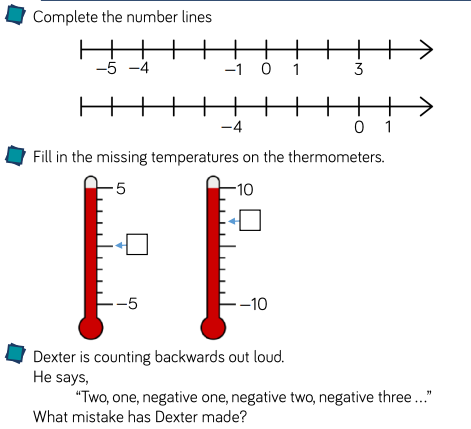 Complete the number lines
−5 −4 −1 0 1 3
−4 0 1
Fill in the missing temperatures on the thermometers.
5 10
−5 −10
Dexter is counting backwards out loud.
He says,
“Two, one, negative one, negative two, negative three ...”
What mistake has Dexter made?